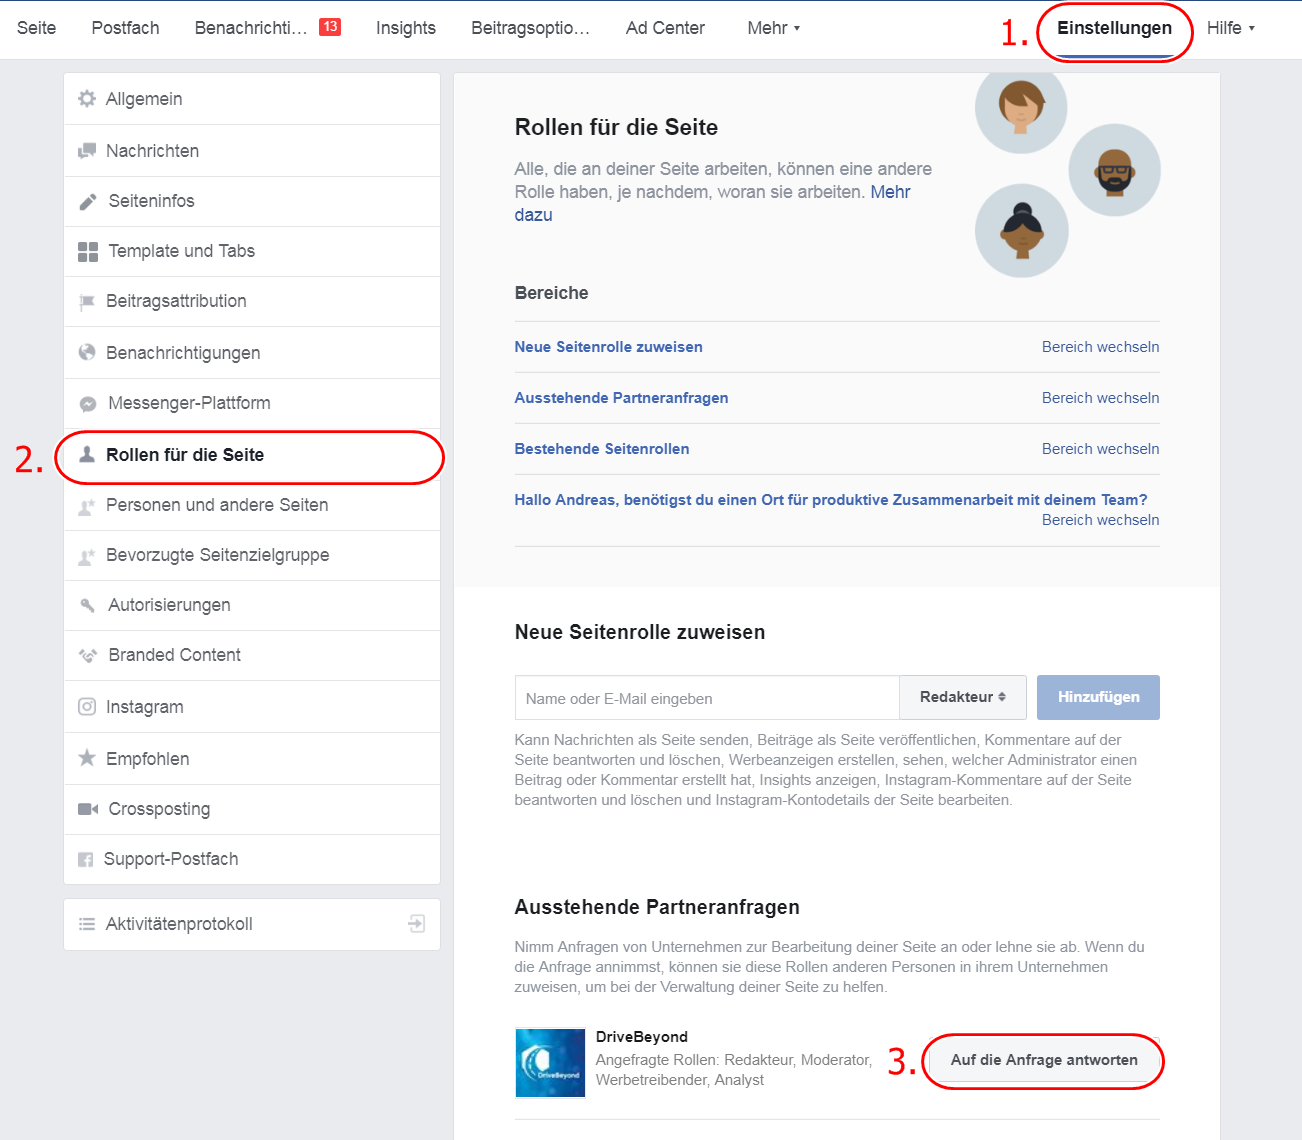 Seite Postfach Benachrichti... 13 Insights Beitragsoptio... Ad Center Mehr 1. Einstellungen Hilfe
Allgemein
Nachrichten
Seiteninfos
Template und Tabs
Beitragsattribution
Benachrichtigungen
Messenger-Plattform
2. Rollen für die Seite
Personen und andere Seiten
Bevorzugte Seitenzielgruppe
Autorisierungen
Branded Content
Instagram
Empfohlen
Crossposting
Support-Postfach
Aktivitätenprotokoll
Rollen für die Seite
Alle, die an deiner Seite arbeiten, können eine andere
Rolle haben, je nachdem, woran sie arbeiten. Mehr
dazu
Bereiche
Neue Seitenrolle zuweisen Bereich wechseln
Ausstehende Partneranfragen Bereich wechseln
Bestehende Seitenrollen Bereich wechseln
Hallo Andreas, benötigst du einen Ort für produktive Zusammenarbeit mit deinem Team?
Bereich wechseln
Neue Seitenrolle zuweisen
Name oder E-Mail eingeben Redakteur Hinzufügen
Kann Nachrichten als Seite senden, Beiträge als Seite veröffentlichen, Kommentare auf der
Seite beantworten und löschen, Werbeanzeigen erstellen, sehen, welcher Administrator einen
Beitrag oder Kommentar erstellt hat, Insights anzeigen, Instagram-Kommentare auf der Seite
beantworten und löschen und Instagram-Kontodetails der Seite bearbeiten.
Ausstehende Partneranfragen
Nimm Anfragen von Unternehmen zur Bearbeitung deiner Seite an oder lehne sie ab. Wenn du
die Anfrage annimmst, können sie diese Rollen anderen Personen in ihrem Unternehmen
zuweisen, um bei der Verwaltung deiner Seite zu helfen.
DriveBeyond
DriveBeyond
Angefragte Rollen: Redakteur, Moderator,
Werbetreibender, Analyst
3. Auf die Anfrage antworten